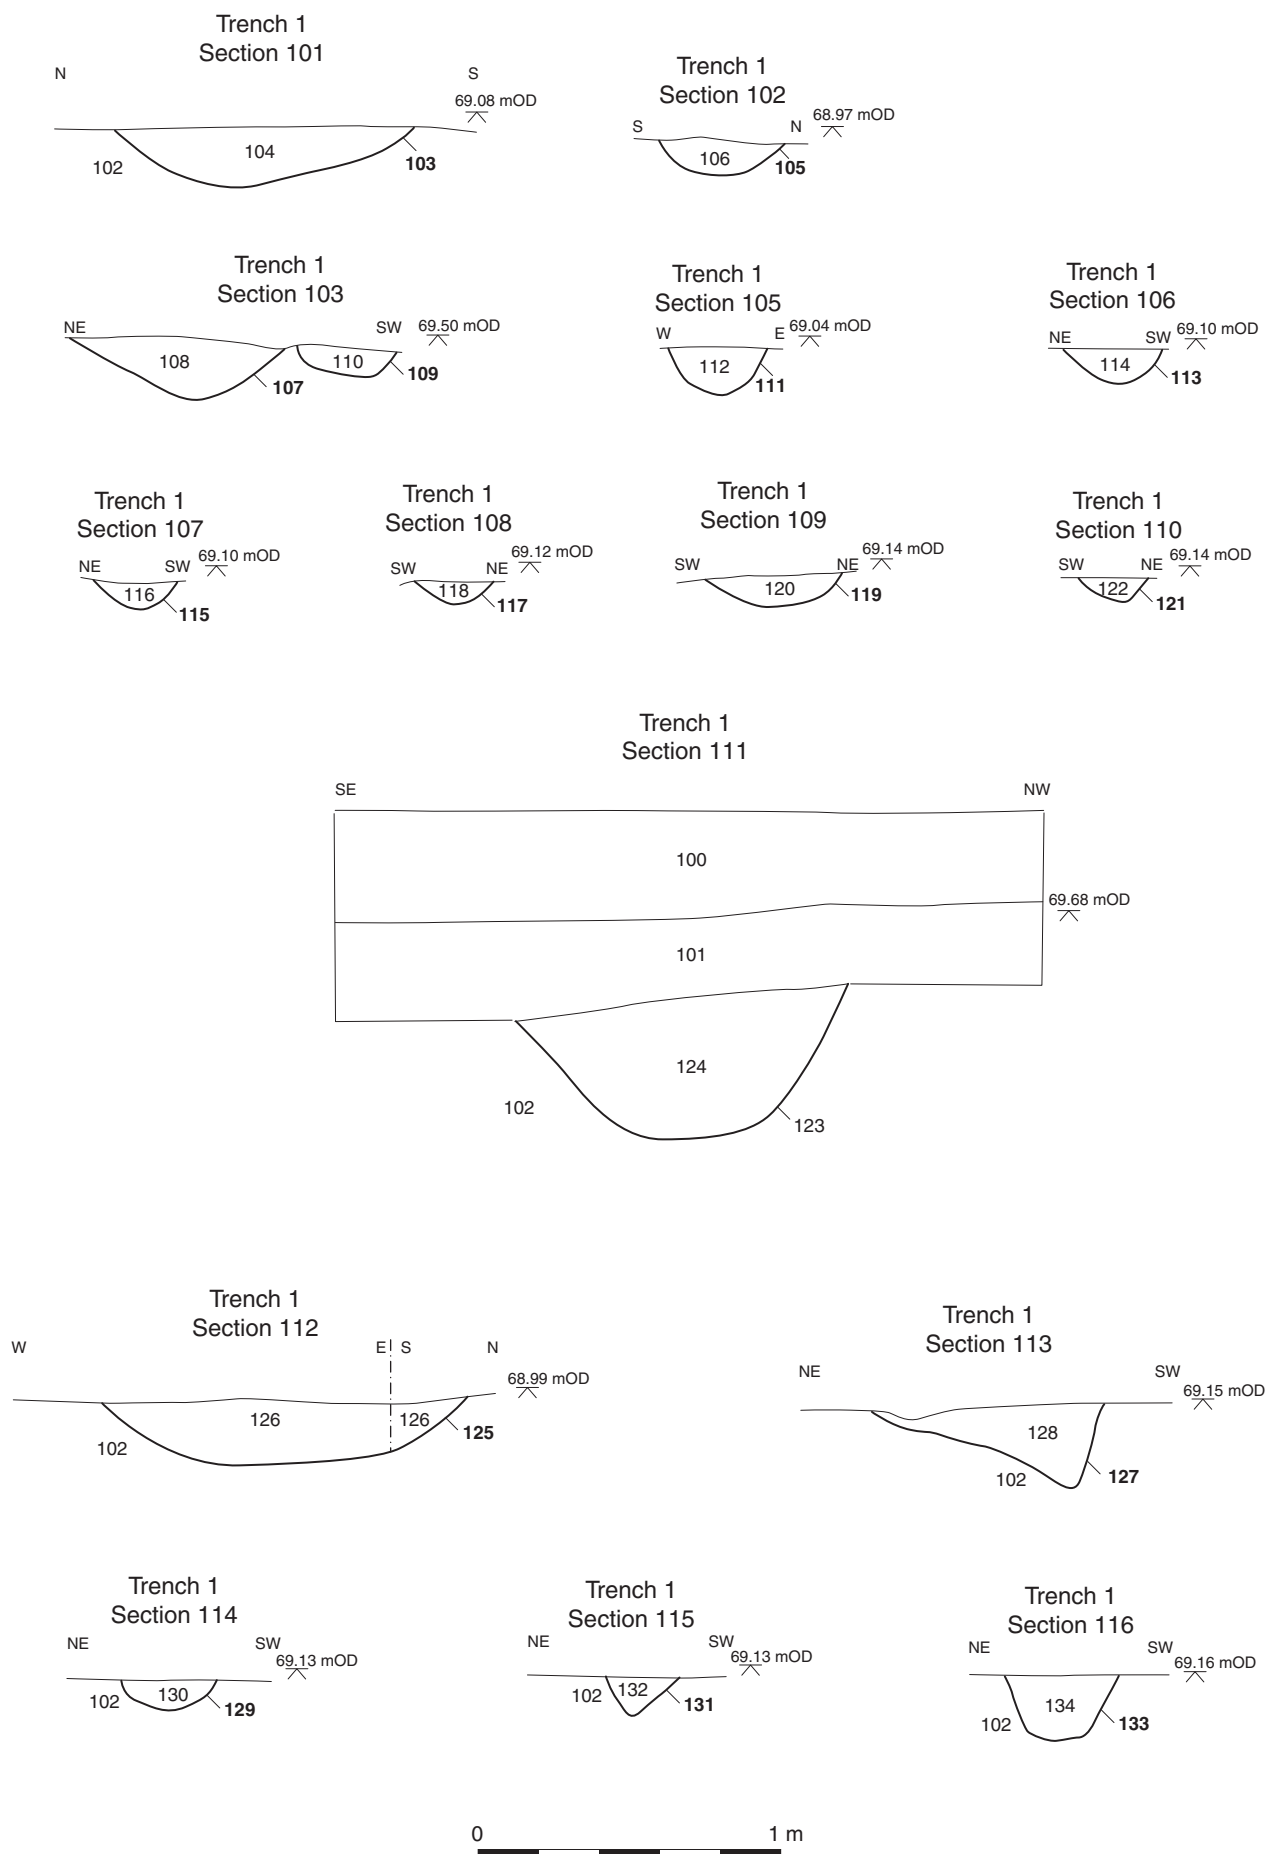 Trench 1
Section 101
N S
69.08 mOD
102 104 103
Trench 1
Section 102
S N 68.97 mOD
106 105
Trench 1
Section 103
NE SW 69.50 mOD
108 107 110 109
Trench 1
Section 105
W E 69.04 mOD
112 111
Trench 1
Section 106
NE SW 69.10 mOD
114 113
Trench 1
Section 107
NE SW 69.10 mOD
116 115
Trench 1
Section 108
SW NE 69.12 mOD
118 117
Trench 1
Section 109
SW NE 69.14 mOD
120 119
Trench 1
Section 110
SW NE 69.14 mOD
122 121
Trench 1
Section 111
SE NW
100
69.68 mOD
101
124
102 123
Trench 1
Section 112
W E S N
68.99 mOD
126 126
102 125
Trench 1
Section 113
NE SW
69.15 mOD
128
102 127
Trench 1
Section 114
NE SW
69.13 mOD
102 130 129
Trench 1
Section 115
NE SW
69.13 mOD
102 132 131
Trench 1
Section 116
NE SW
69.16 mOD
134
102 133
0 1 m